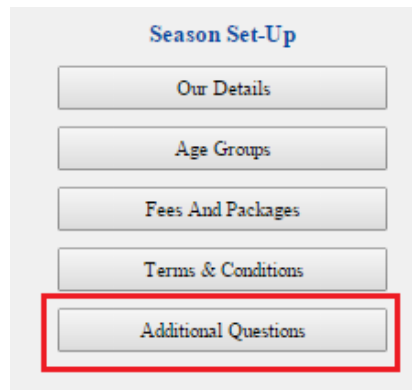 Season Set-Up
Our Details
Age Groups
Fees And Packages
Terms & Conditions
Additional Questions